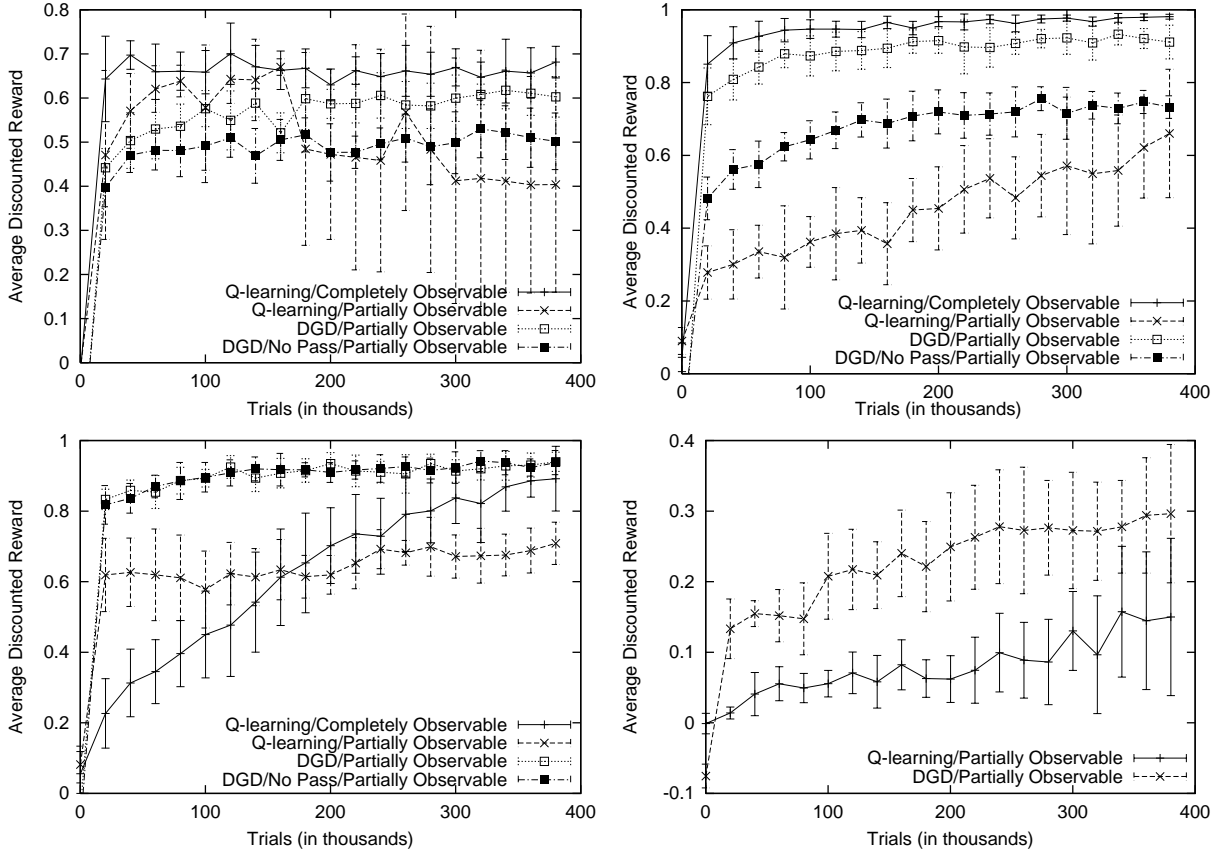 0.8
0.7
0.6
0.5
0.4
0.3
0.2
0.1
0
0 100 200 300 400
Average Discounted Reward
Trials (in thousands)
Q-learning/Completely Observable
Q-learning/Partially Observable
DGD/Partially Observable
DGD/No Pass/Partially Observable
1
0.8
0.6
0.4
0.2
0
0 100 200 300 400
Average Discounted Reward
Trials (in thousands)
Q-learning/Completely Observable
Q-learning/Partially Observable
DGD/Partially Observable
DGD/No Pass/Partially Observable
1
0.8
0.6
0.4
0.2
0
0 100 200 300 400
Average Discounted Reward
Trials (in thousands)
Q-learning/Completely Observable
Q-learning/Partially Observable
DGD/Partially Observable
DGD/No Pass/Partially Observable
0.4
0.3
0.2
0.1
0
-0.1
0 100 200 300 400
Average Discounted Reward
Trials (in thousands)
Q-learning/Partially Observable
DGD/Partially Observable